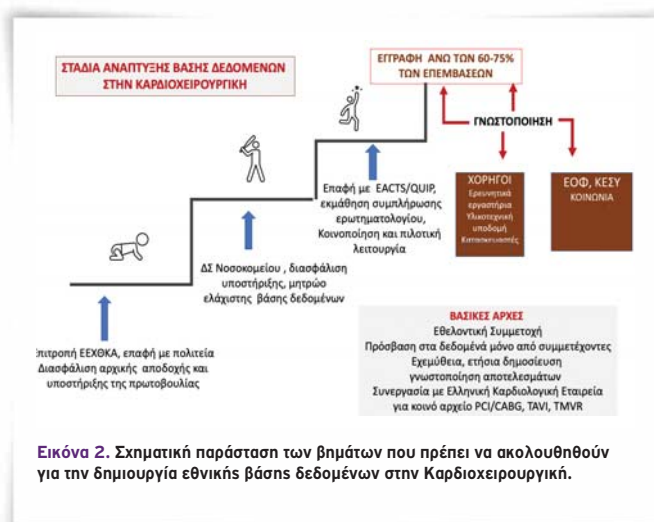 ΣΤΑΔΙΑ ΑΝΑΠΤΥΞΗΣ ΒΑΣΗΣ ΔΕΔΟΜΕΝΩΝ
ΣΤΗΝ ΚΑΡΔΙΟΧΕΙΡΟΥΡΓΙΚΗ
ΕΓΓΡΑΦΗ ΑΝΩ ΤΩΝ 60-75%
ΤΩΝ ΕΠΕΜΒΑΣΕΩΝ
ΓΝΩΣΤΟΠΟΙΗΣΗ
ΧΟΡΗΓΟΙ
Ερευνητικά
εργαστήρια
Υλικοτεχνική
υποδομή
Κατασκευαστές
ΕΟΦ, ΚΕΣΥ
ΚΟΙΝΩΝΙΑ
Επαφή με EACTS/QUIP,
εκμάθηση συμπλήρωσης
ερωτηματολογίου,
Κοινοποίηση και πιλοτική
λειτουργία
ΔΣ Νοσοκομείου , διασφάλιση
υποστήριξης, μητρώο
ελάχιστης βάσης δεδομένων
πιτροπή ΕΕΧΘΚΑ, επαφή με πολιτεία
Διασφάλιση αρχικής αποδοχής και
υποστήριξης της πρωτοβουλίας
ΒΑΣΙΚΕΣ ΑΡΧΕΣ
Εθελοντική Συμμετοχή
Πρόσβαση στα δεδομένά μόνο από συμμετέχοντες
Εχεμύθεια, ετήσια δημοσίευση
γνωστοποίηση αποτελεσμάτων
Συνεργασία με Ελληνική Καρδιολογική Εταιρεία
για κοινό αρχείο PCI/CABG, TAVI, TMVR
Εικόνα 2. Σχηματική παράσταση των βημάτων που πρέπει να ακολουθηθούν
για την δημιουργία εθνικής βάσης δεδομένων στην Καρδιοχειρουργική.